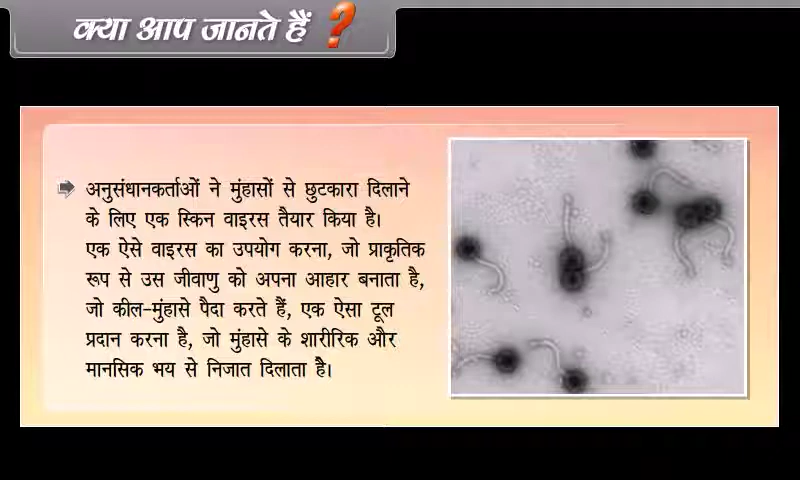 क्या आप जानते हैं ?
अनुसंधानकर्ताओं ने मुंहासों से छुटकारा दिलाने
के लिए एक स्किन वाइरस तैयार किया है।
एक ऐसे वाइरस का उपयोग करना, जो प्राकृतिक
रूप से उस जीवाणु को अपना आहार बनाता है,
जो कील-मुंहासे पैदा करते हैं, एक ऐसा टूल
प्रदान करना है, जो मुंहासे के शारीरिक और
मानसिक भय से निजात दिलाता है।